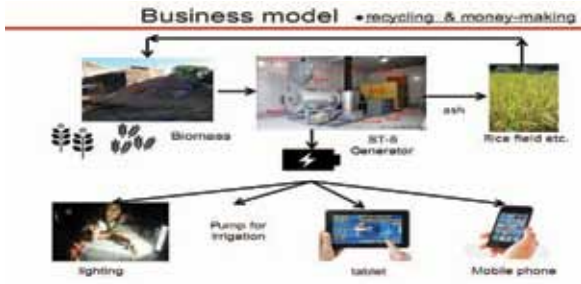 Business model • recycling & money-making
Biomass
ST-5
Generator
ash
Rice field etc.
Pump for
irrigation
lighting
tablet
Mobile phone